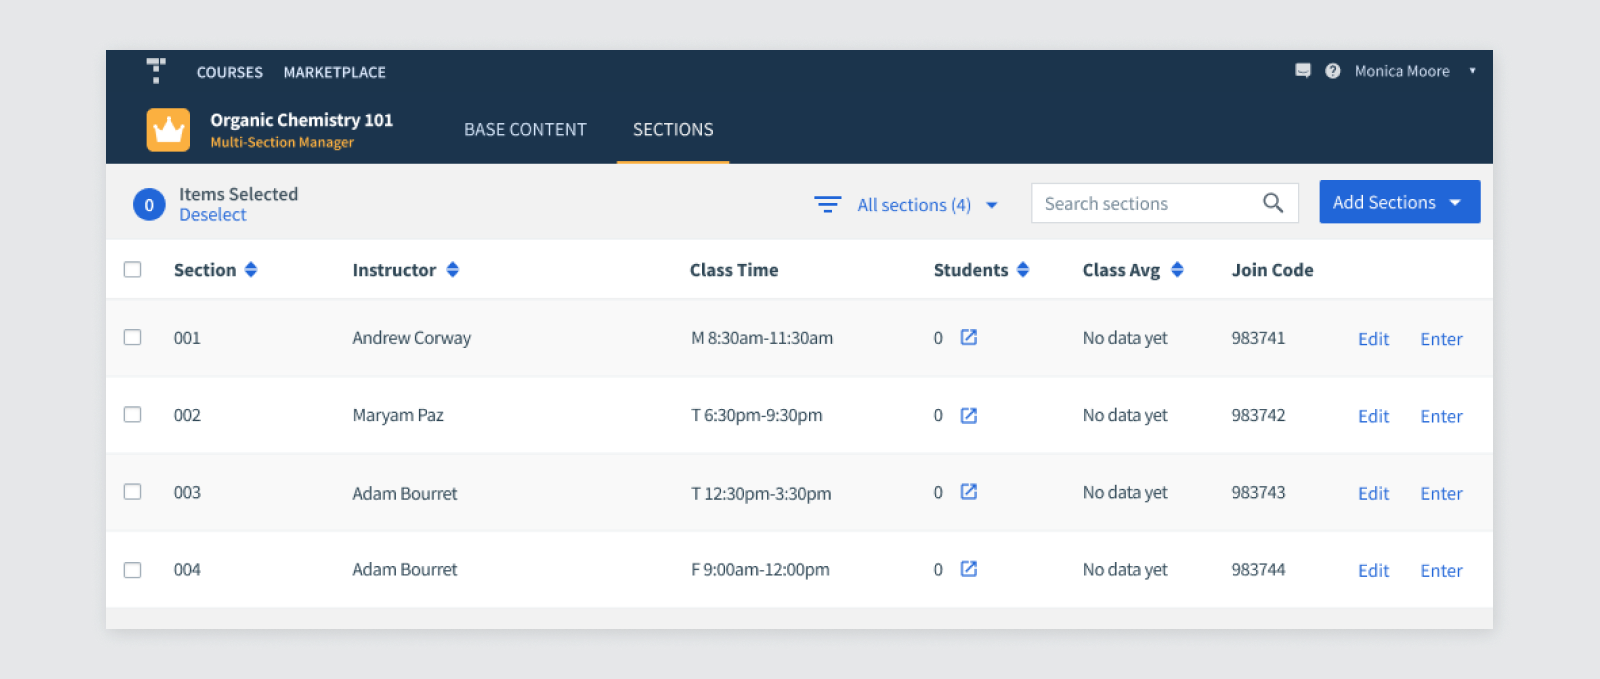 COURSES MARKETPLACE Monica Moore
Organic Chemistry 101
Multi-Section Manager
BASE CONTENT SECTIONS
0 Items Selected
Deselect
All sections (4) Search sections Add Sections
Section Instructor Class Time Students Class Avg Join Code
001 Andrew Corway M 8:30am-11:30am 0 No data yet 983741 Edit Enter
002 Maryam Paz T 6:30pm-9:30pm 0 No data yet 983742 Edit Enter
003 Adam Bourret T 12:30pm-3:30pm 0 No data yet 983743 Edit Enter
004 Adam Bourret F 9:00am-12:00pm 0 No data yet 983744 Edit Enter